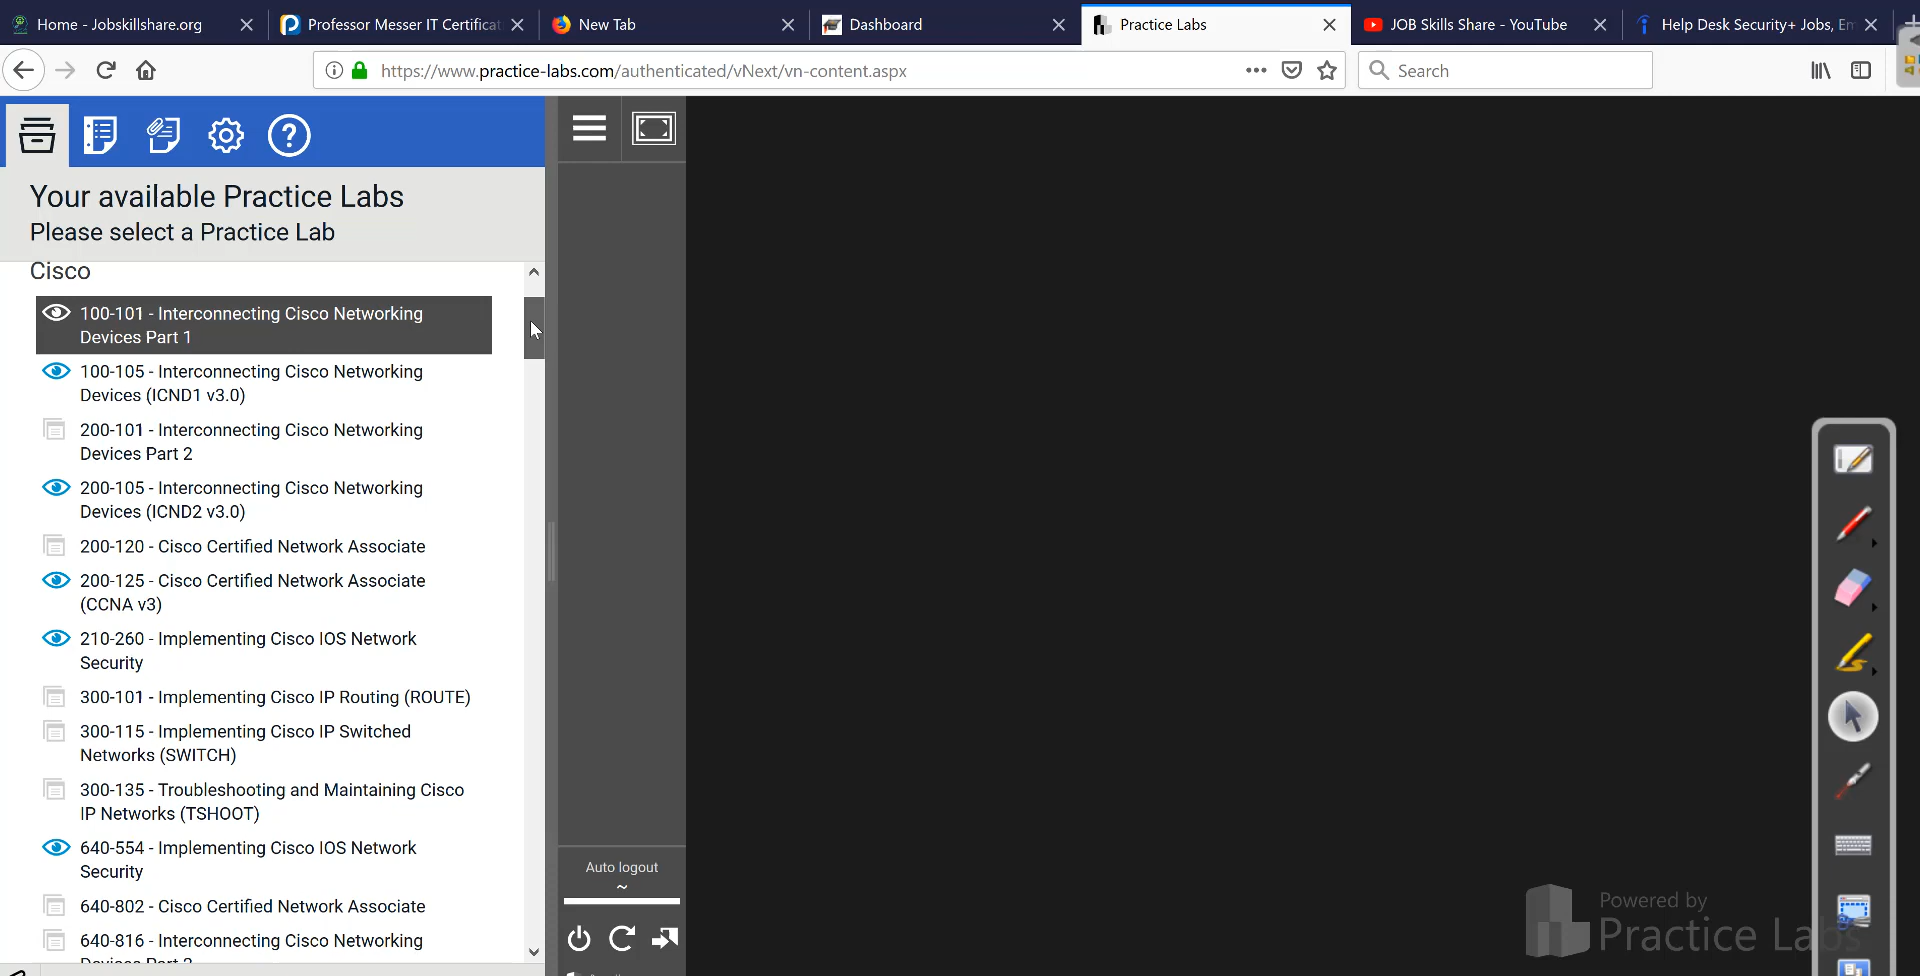 Home - Jobskillshare.org
Professor Messer IT Certificat
New Tab
Dashboard
Practice Labs
JOB Skills Share - YouTube
Help Desk Security+ Jobs, Em
https://www.practice-labs.com/authenticated/vNext/vn-content.aspx
Search
Your available Practice Labs
Please select a Practice Lab
Cisco
100-101 - Interconnecting Cisco Networking
Devices Part 1
100-105 - Interconnecting Cisco Networking
Devices (ICND1 v3.0)
200-101 - Interconnecting Cisco Networking
Devices Part 2
200-105 - Interconnecting Cisco Networking
Devices (ICND2 v3.0)
200-120 - Cisco Certified Network Associate
200-125 - Cisco Certified Network Associate
(CCNA v3)
210-260 - Implementing Cisco IOS Network
Security
300-101 - Implementing Cisco IP Routing (ROUTE)
300-115 - Implementing Cisco IP Switched
Networks (SWITCH)
300-135 - Troubleshooting and Maintaining Cisco
IP Networks (TSHOOT)
640-554 - Implementing Cisco IOS Network
Security
640-802 - Cisco Certified Network Associate
640-816 - Interconnecting Cisco Networking
Devices Part 2
Auto logout
~
Powered by
Practice Labs